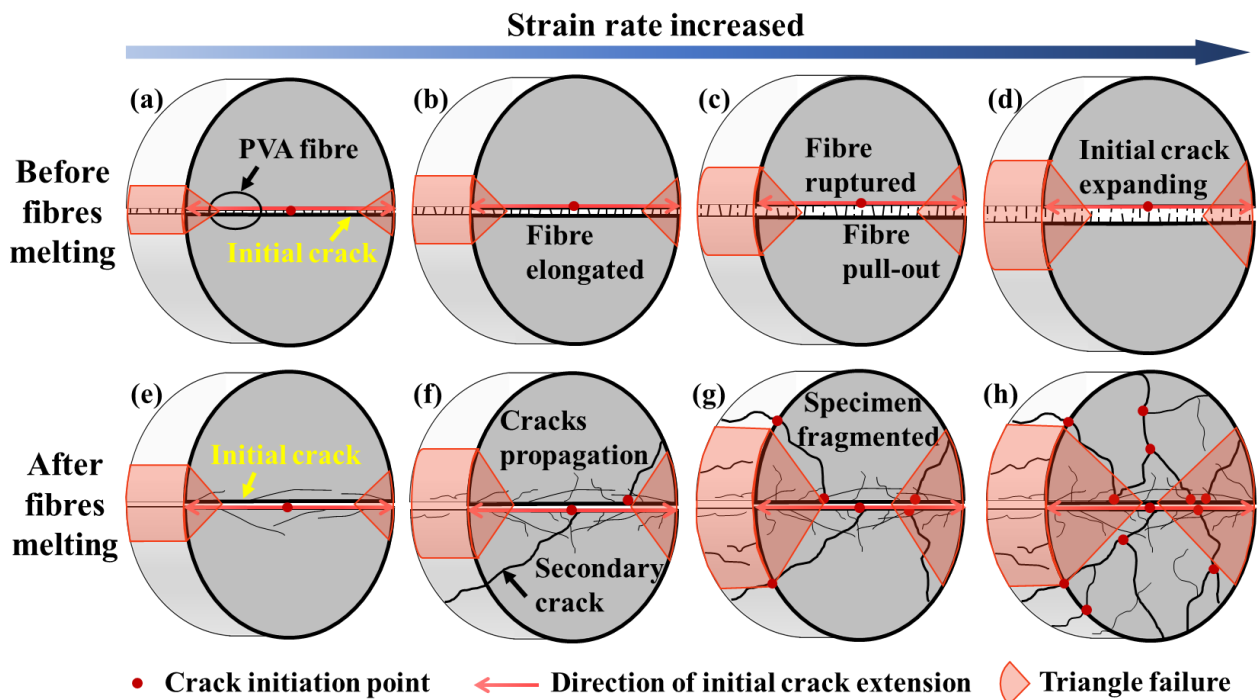 Strain rate increased
Before
fibres
melting
(a)
PVA fibre
Initial crack
(b)
Fibre
elongated
(c)
Fibre
ruptured
Fibre
pull-out
(d)
Initial crack
expanding
After
fibres
melting
(e)
Initial crack
(f)
Cracks
propagation
Secondary
crack
(g)
Specimen
fragmented
(h)
Crack initiation point
Direction of initial crack extension
Triangle failure